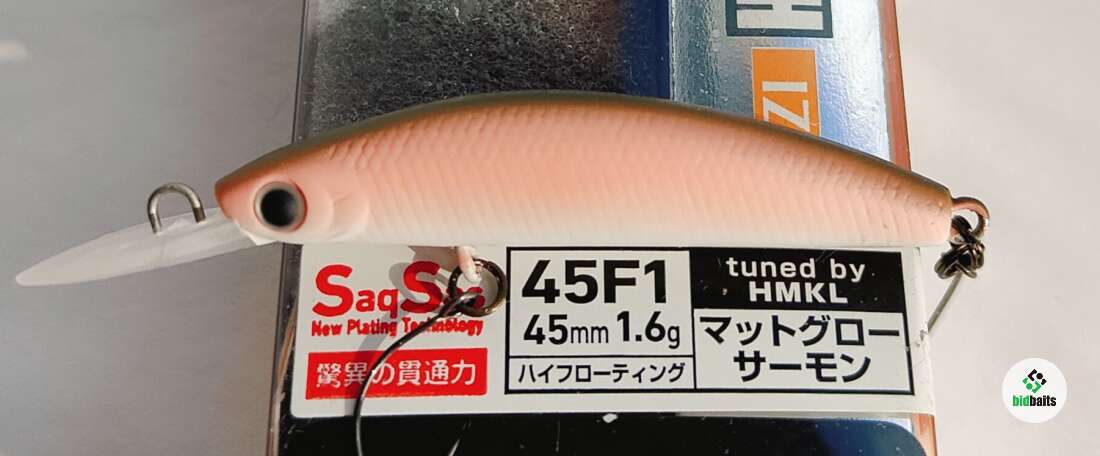 SaqSas
New Plating Technology
驚異の貫通力
45F1
45mm 1.6g
ハイフローティング
tuned by
HMKL
マットグロー
サーモン
bidbaits